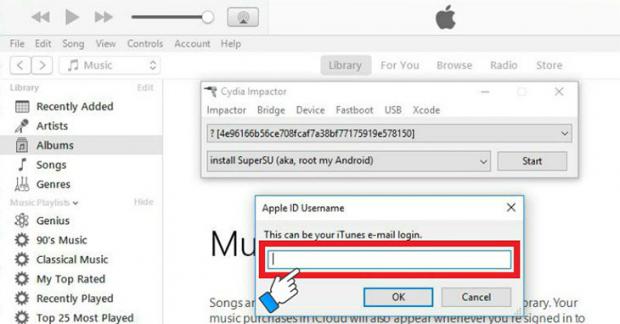 File Edit Song View Controls Account Help
Music
Library For You Browse Radio Store
Library Edit
Recently Added
Artists
Albums
Songs
Genres
Music Playlists Hide
Genius
90's Music
Classical Music
My Top Rated
Recently Played
Top 25 Most Played
Cydia Impactor
Impactor Bridge Device Fastboot USB Xcode
? [4e96166b56ce708fcaf7a38bf77175919e578150]
install SuperSU (aka, root my Android) Start
Apple ID Username
This can be your iTunes e-mail login.
OK Cancel
Mu
Songs an
brary. Your
music purchases in iCloud will also appear whenever you're signed in to